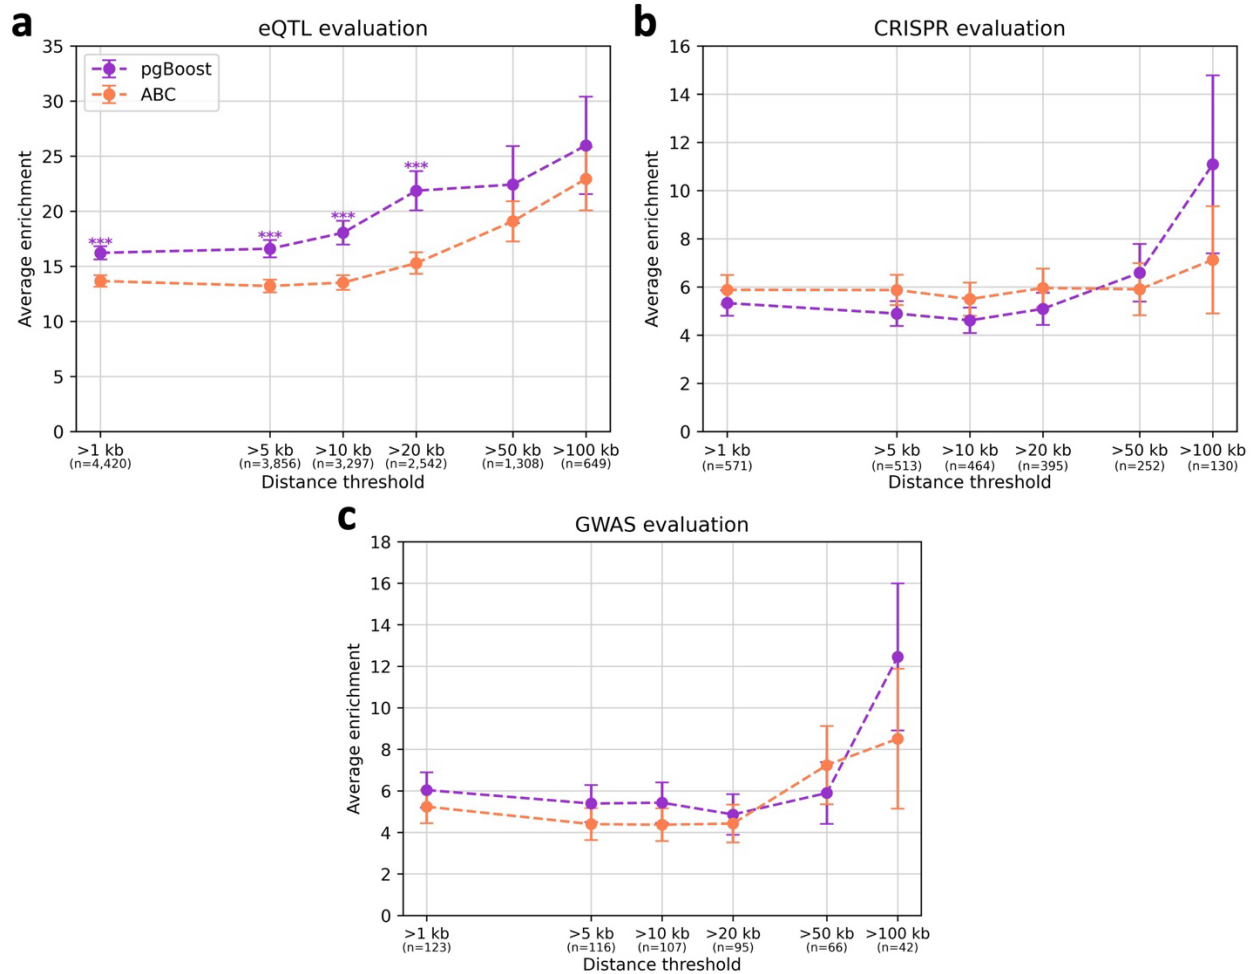 a
eQTL evaluation
35
30
25
20
15
10
5
0
Average enrichment
pgBoost
ABC
***
***
***
***
>1 kb >5 kb >10 kb >20 kb >50 kb >100 kb
(n=4,420) (n=3,856) (n=3,297) (n=2,542) (n=1,308) (n=649)
Distance threshold
b
CRISPR evaluation
16
14
12
10
8
6
4
2
0
Average enrichment
>1 kb >5 kb >10 kb >20 kb >50 kb >100 kb
(n=571) (n=513) (n=464) (n=395) (n=252) (n=130)
Distance threshold
c
GWAS evaluation
18
16
14
12
10
8
6
4
2
0
Average enrichment
>1 kb >5 kb >10 kb >20 kb >50 kb >100 kb
(n=123) (n=116) (n=107) (n=95) (n=66) (n=42)
Distance threshold